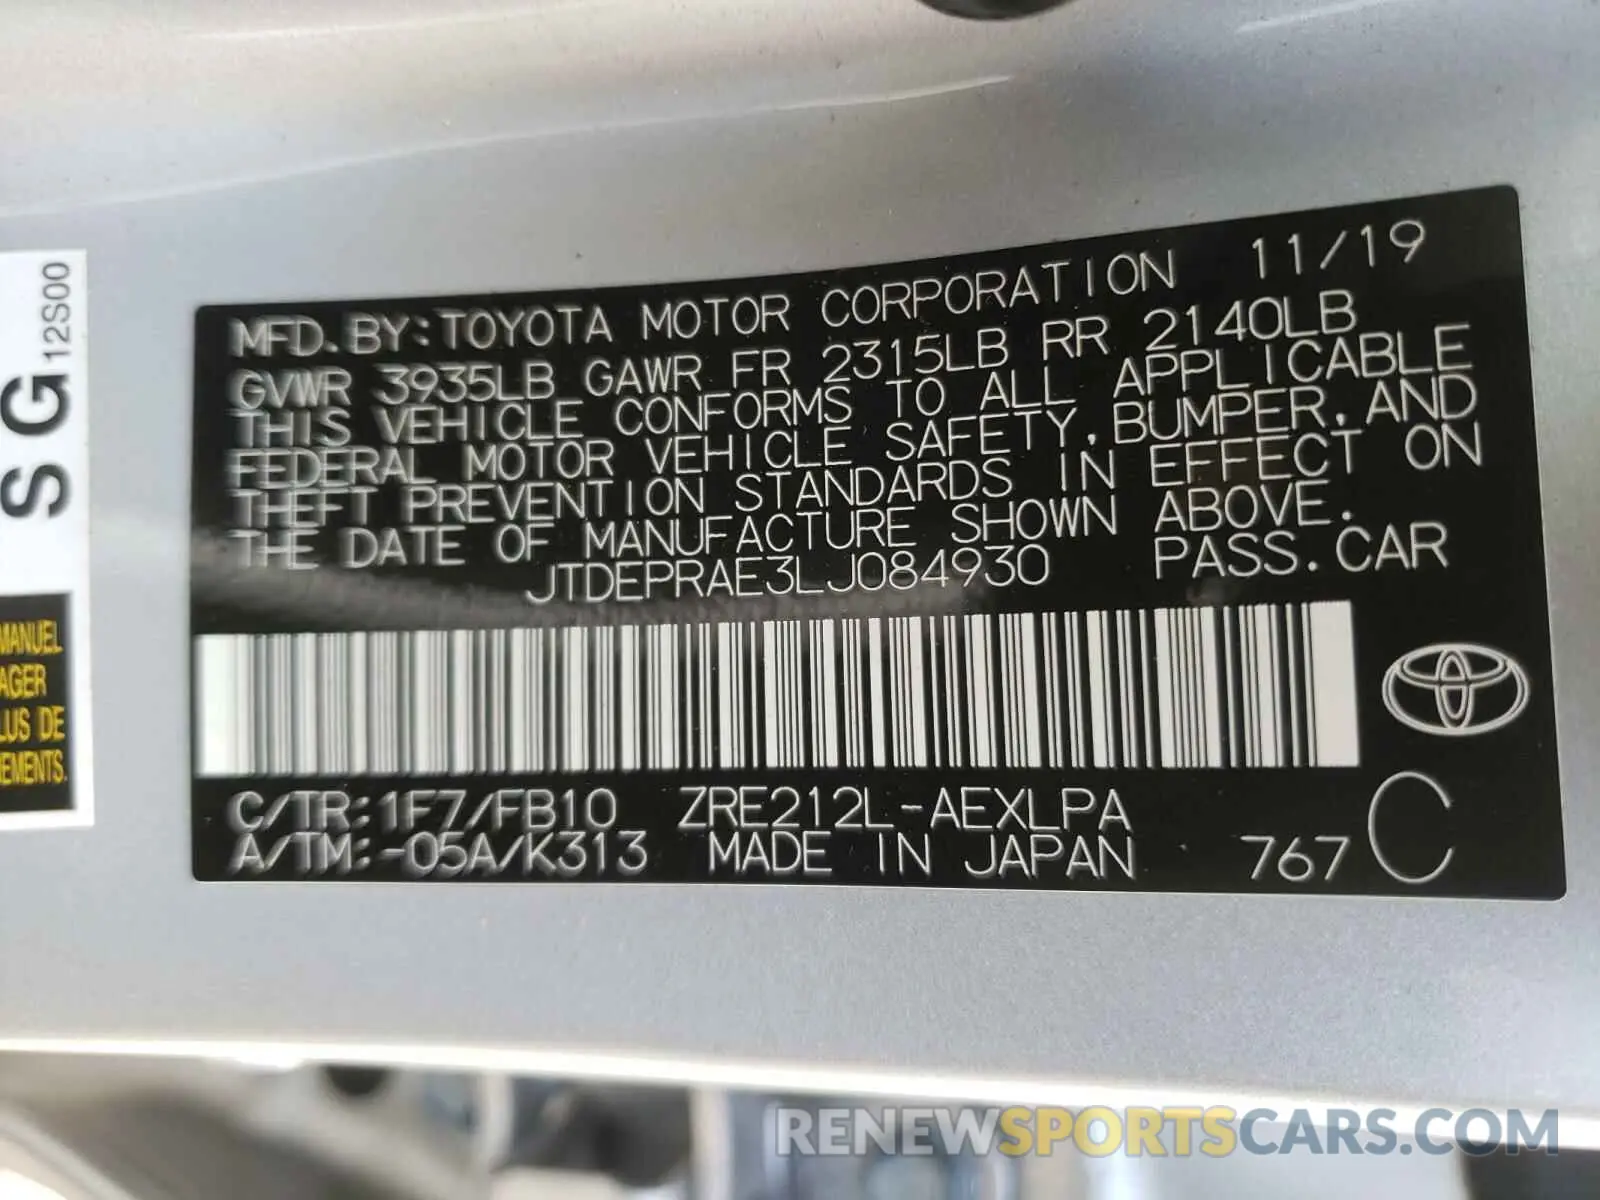 MFD. BY: TOYOTA MOTOR CORPORATION 11/19
GVWR 3935LB GAWR FR 2315LB RR 2140LB
THIS VEHICLE CONFORMS TO ALL APPLICABLE
FEDERAL MOTOR VEHICLE SAFETY, BUMPER, AND
THEFT PREVENTION STANDARDS IN EFFECT ON
THE DATE OF MANUFACTURE SHOWN ABOVE.
JTDEPRAE3LJ084930 PASS. CAR
C/TR: 1F7/FB10 ZRE212L-AEXLPA
A/TM: -05A/K313 MADE IN JAPAN 767 C
SG 12S00
MANUEL
AGER
LUS DE
EMENTS.
RENEWSPORTSCARS.COM